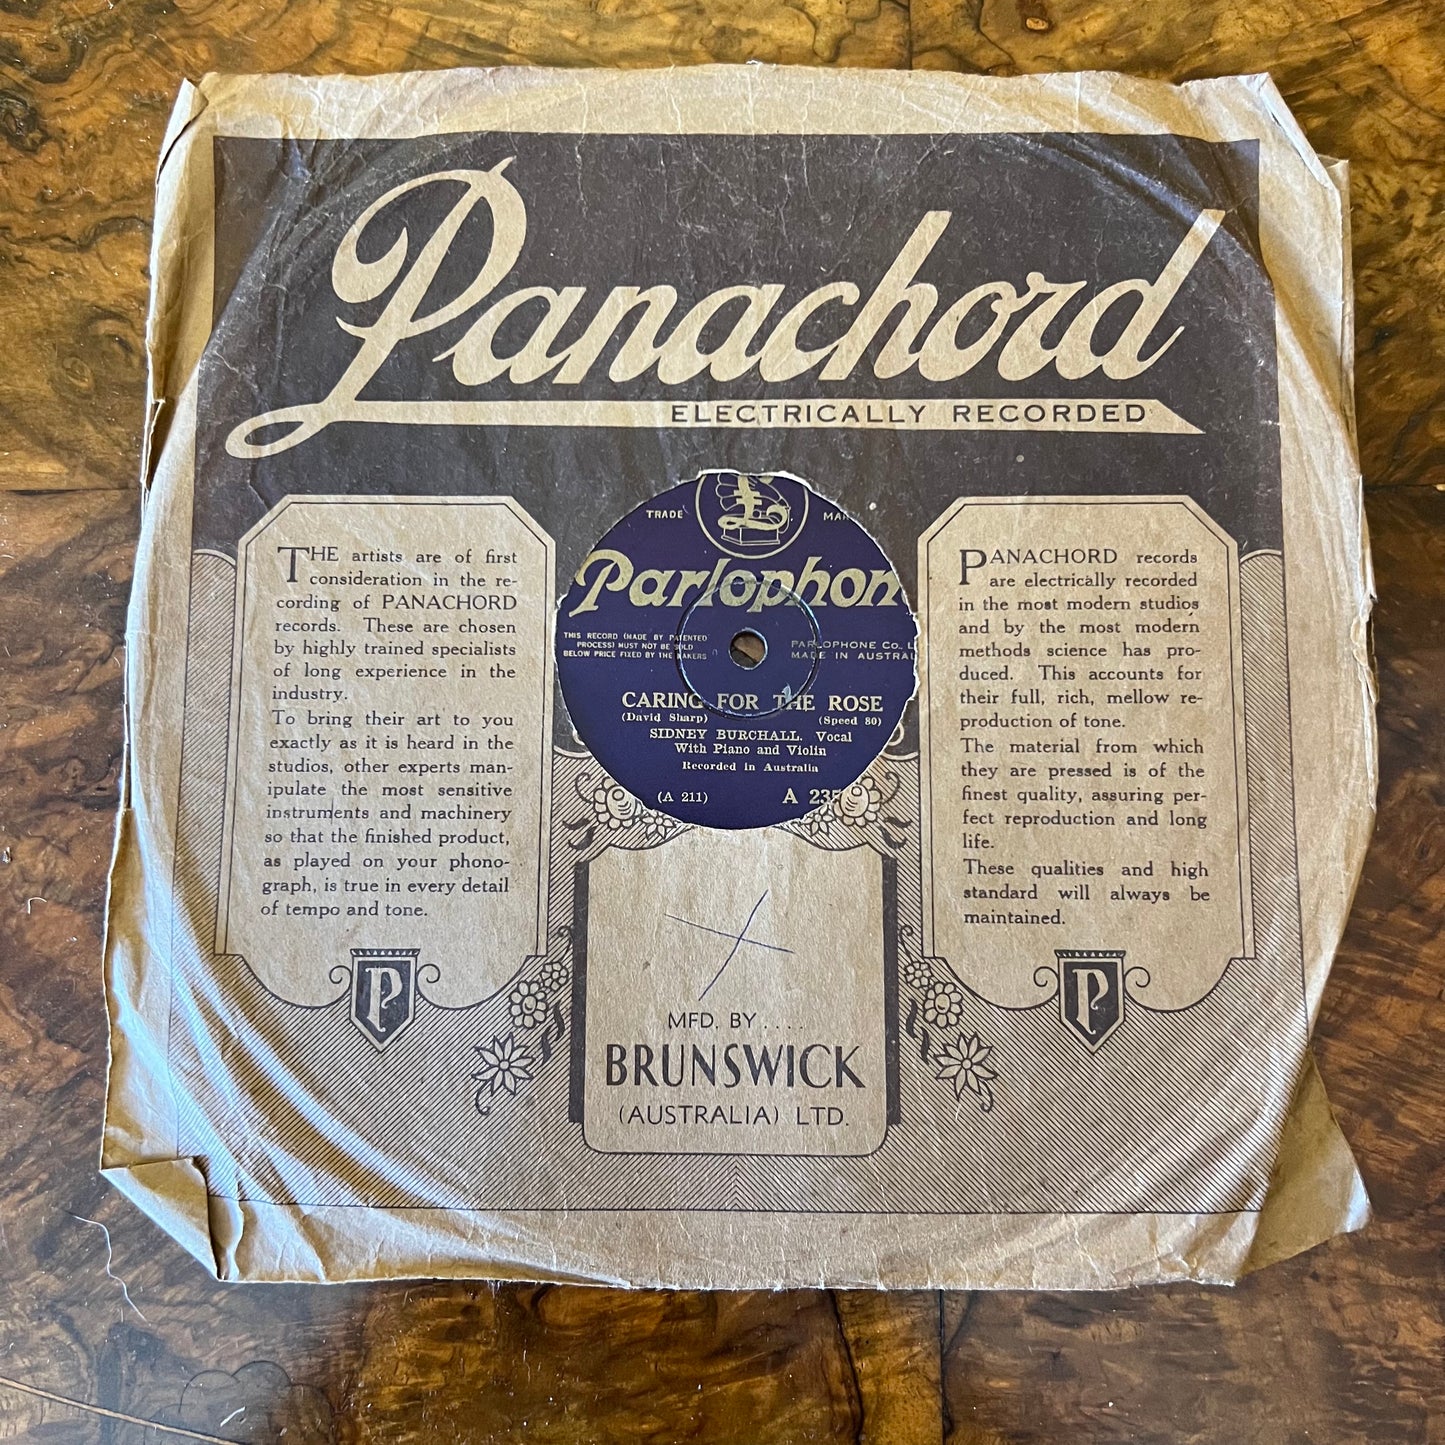 Panachord
ELECTRICALLY RECORDED
THE artists are of first
consideration in the re-
cording of PANACHORD
records. These are chosen
by highly trained specialists
of long experience in the
industry.
To bring their art to you
exactly as it is heard in the
studios, other experts man-
ipulate the most sensitive
instruments and machinery
so that the finished product,
as played on your phono-
graph, is true in every detail
of tempo and tone.
P
TRADE MAR
£
Parlophon
THIS RECORD (MADE BY PATENTED
PROCESS) MUST NOT BE SOLD
BELOW PRICE FIXED BY THE MAKERS
PARLOPHONE CO., L
MADE IN AUSTRAL
CARING FOR THE ROSE
(David Sharp) (Speed 80)
SIDNEY BURCHALL. Vocal
With Piano and Violin
Recorded in Australia
(A 211) A 235
MFD. BY ....
BRUNSWICK
(AUSTRALIA) LTD.
PANACHORD records
are electrically recorded
in the most modern studios
and by the most modern
methods science has pro-
duced. This accounts for
their full, rich, mellow re-
production of tone.
The material from which
they are pressed is of the
finest quality, assuring per-
fect reproduction and long
life.
These qualities and high
standard will always be
maintained.
P